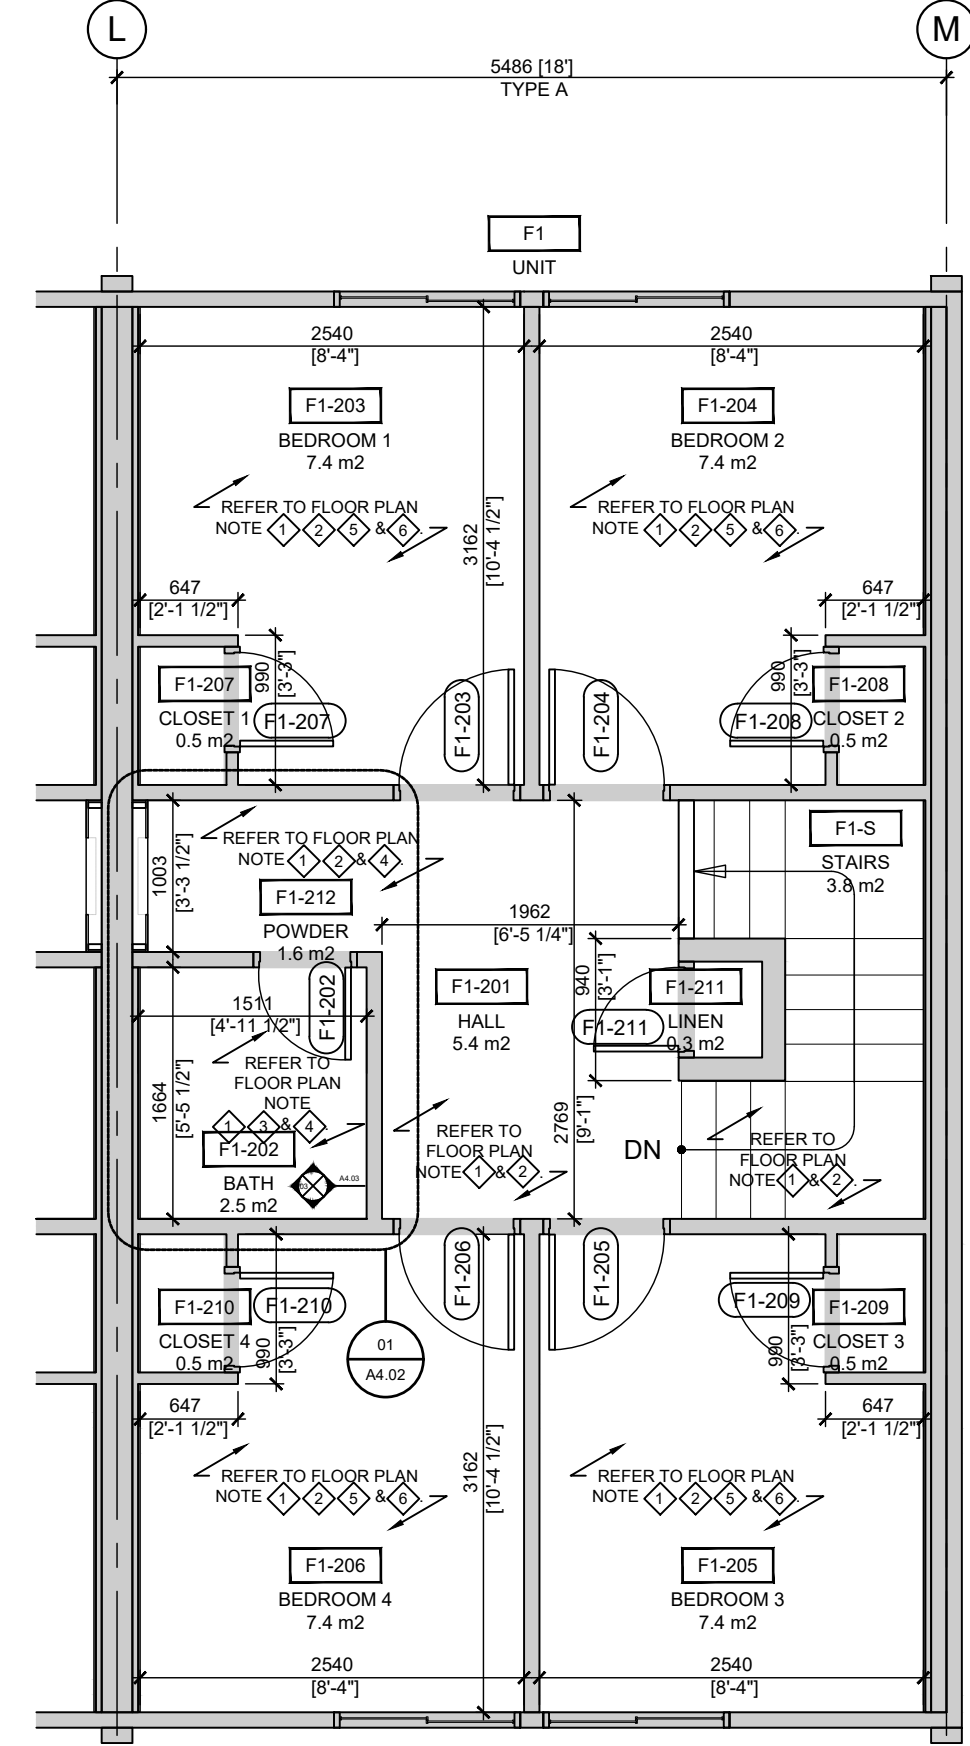 L
M
5486 [18']
TYPE A
F1
UNIT
2540
[8'-4"]
2540
[8'-4"]
F1-203
BEDROOM 1
7.4 m2
F1-204
BEDROOM 2
7.4 m2
REFER TO FLOOR PLAN
NOTE 1 2 5 & 6.
REFER TO FLOOR PLAN
NOTE 1 2 5 & 6.
3162
[10'-4 1/2"]
647
[2'-1 1/2"]
647
[2'-1 1/2"]
990
[3'-3"]
990
[3'-3"]
F1-207
CLOSET 1
0.5 m2
F1-207
F1-203
F1-204
F1-208
F1-208
CLOSET 2
0.5 m2
REFER TO FLOOR PLAN
NOTE 1 2 & 4.
1003
[3'-3 1/2"]
F1-212
POWDER
1.6 m2
F1-S
STAIRS
3.8 m2
1962
[6'-5 1/4"]
940
[3'-1"]
F1-201
HALL
5.4 m2
F1-211
LINEN
0.3 m2
F1-211
F1-202
1511
[4'-11 1/2"]
1664
[5'-5 1/2"]
REFER TO
FLOOR PLAN
NOTE
1 3 & 4.
F1-202
BATH
2.5 m2
03
A4.03
2769
[9'-1"]
REFER TO
FLOOR PLAN
NOTE 1 & 2.
DN
REFER TO
FLOOR PLAN
NOTE 1 & 2.
F1-206
F1-205
F1-210
CLOSET 4
0.5 m2
F1-210
990
[3'-3"]
01
A4.02
F1-209
F1-209
CLOSET 3
0.5 m2
990
[3'-3"]
647
[2'-1 1/2"]
647
[2'-1 1/2"]
3162
[10'-4 1/2"]
REFER TO FLOOR PLAN
NOTE 1 2 5 & 6.
REFER TO FLOOR PLAN
NOTE 1 2 5 & 6.
F1-206
BEDROOM 4
7.4 m2
F1-205
BEDROOM 3
7.4 m2
2540
[8'-4"]
2540
[8'-4"]